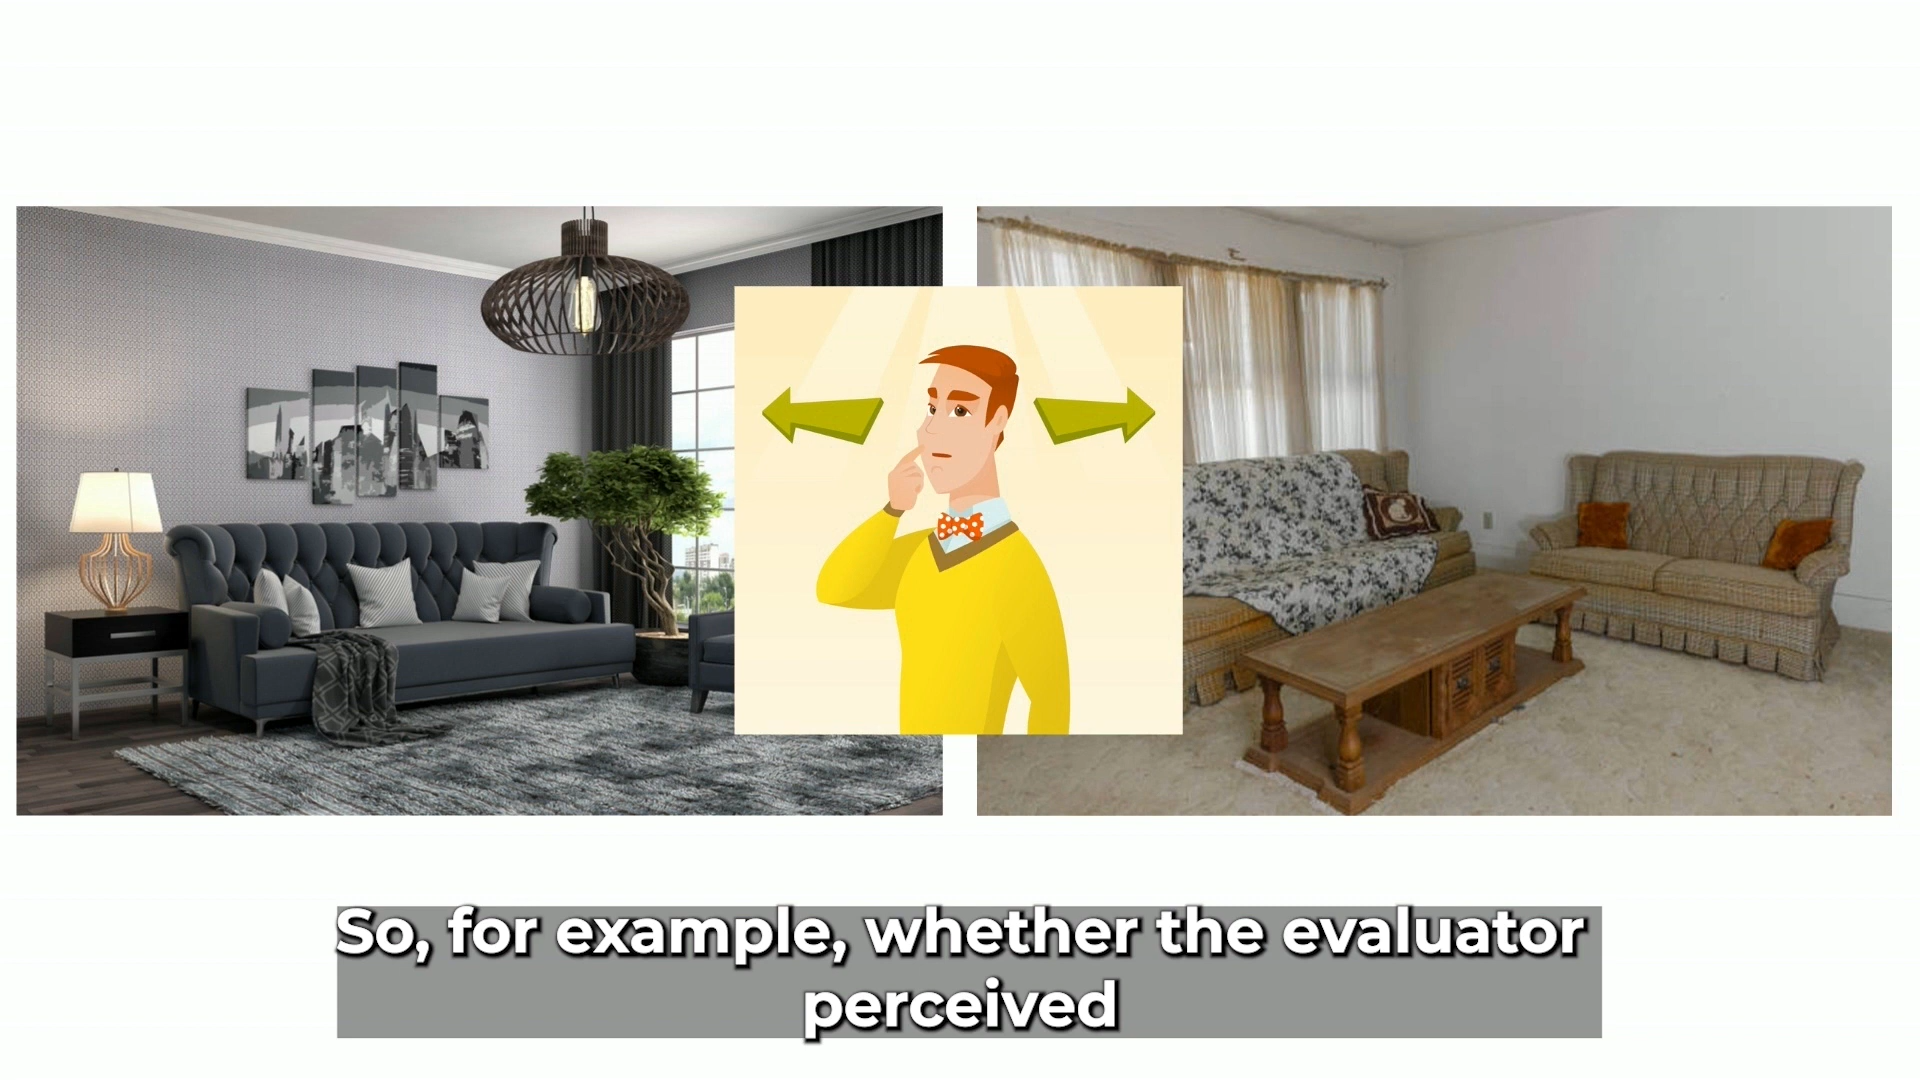 So, for example, whether the evaluator
perceived